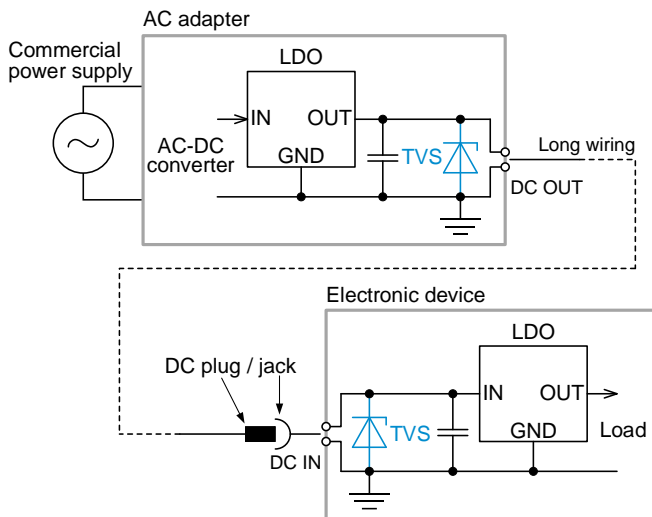 AC adapter
Commercial
power supply
LDO
IN
OUT
GND
AC-DC
converter
TVS
Long wiring
DC OUT
Electronic device
LDO
DC plug / jack
IN
OUT
TVS
GND
Load
DC IN